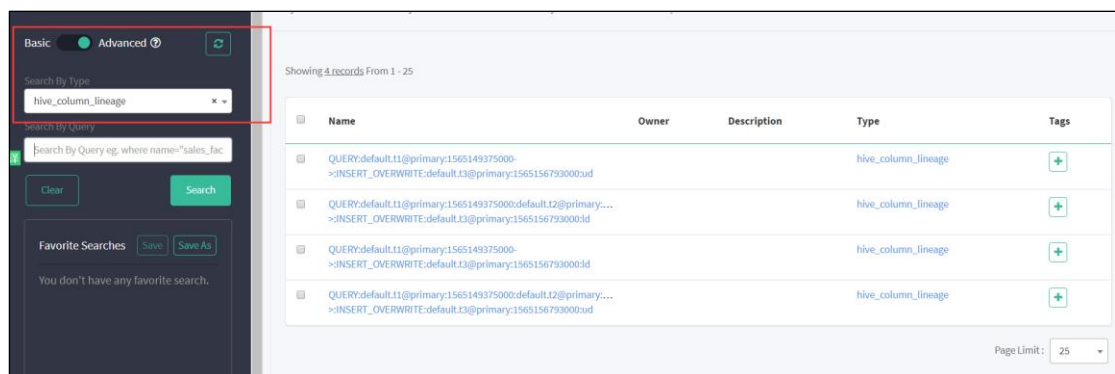 Basic Advanced
Search By Type
hive_column_lineage × 
Search By Query
Search By Query eg. where name="sales_fac
Clear Search
Favorite Searches Save Save As
You don't have any favorite search.
Showing 4 records From 1 - 25
Name Owner Description Type Tags
QUERY:default.t1@primary:1565149375000- hive_column_lineage +
>:INSERT_OVERWRITE:default.t3@primary:1565156793000:ud
QUERY:default.t1@primary:1565149375000:default.t2@primary:... hive_column_lineage +
>:INSERT_OVERWRITE:default.t3@primary:1565156793000:ld
QUERY:default.t1@primary:1565149375000- hive_column_lineage +
>:INSERT_OVERWRITE:default.t3@primary:1565156793000:ld
QUERY:default.t1@primary:1565149375000:default.t2@primary:... hive_column_lineage +
>:INSERT_OVERWRITE:default.t3@primary:1565156793000:ud
Page Limit : 25